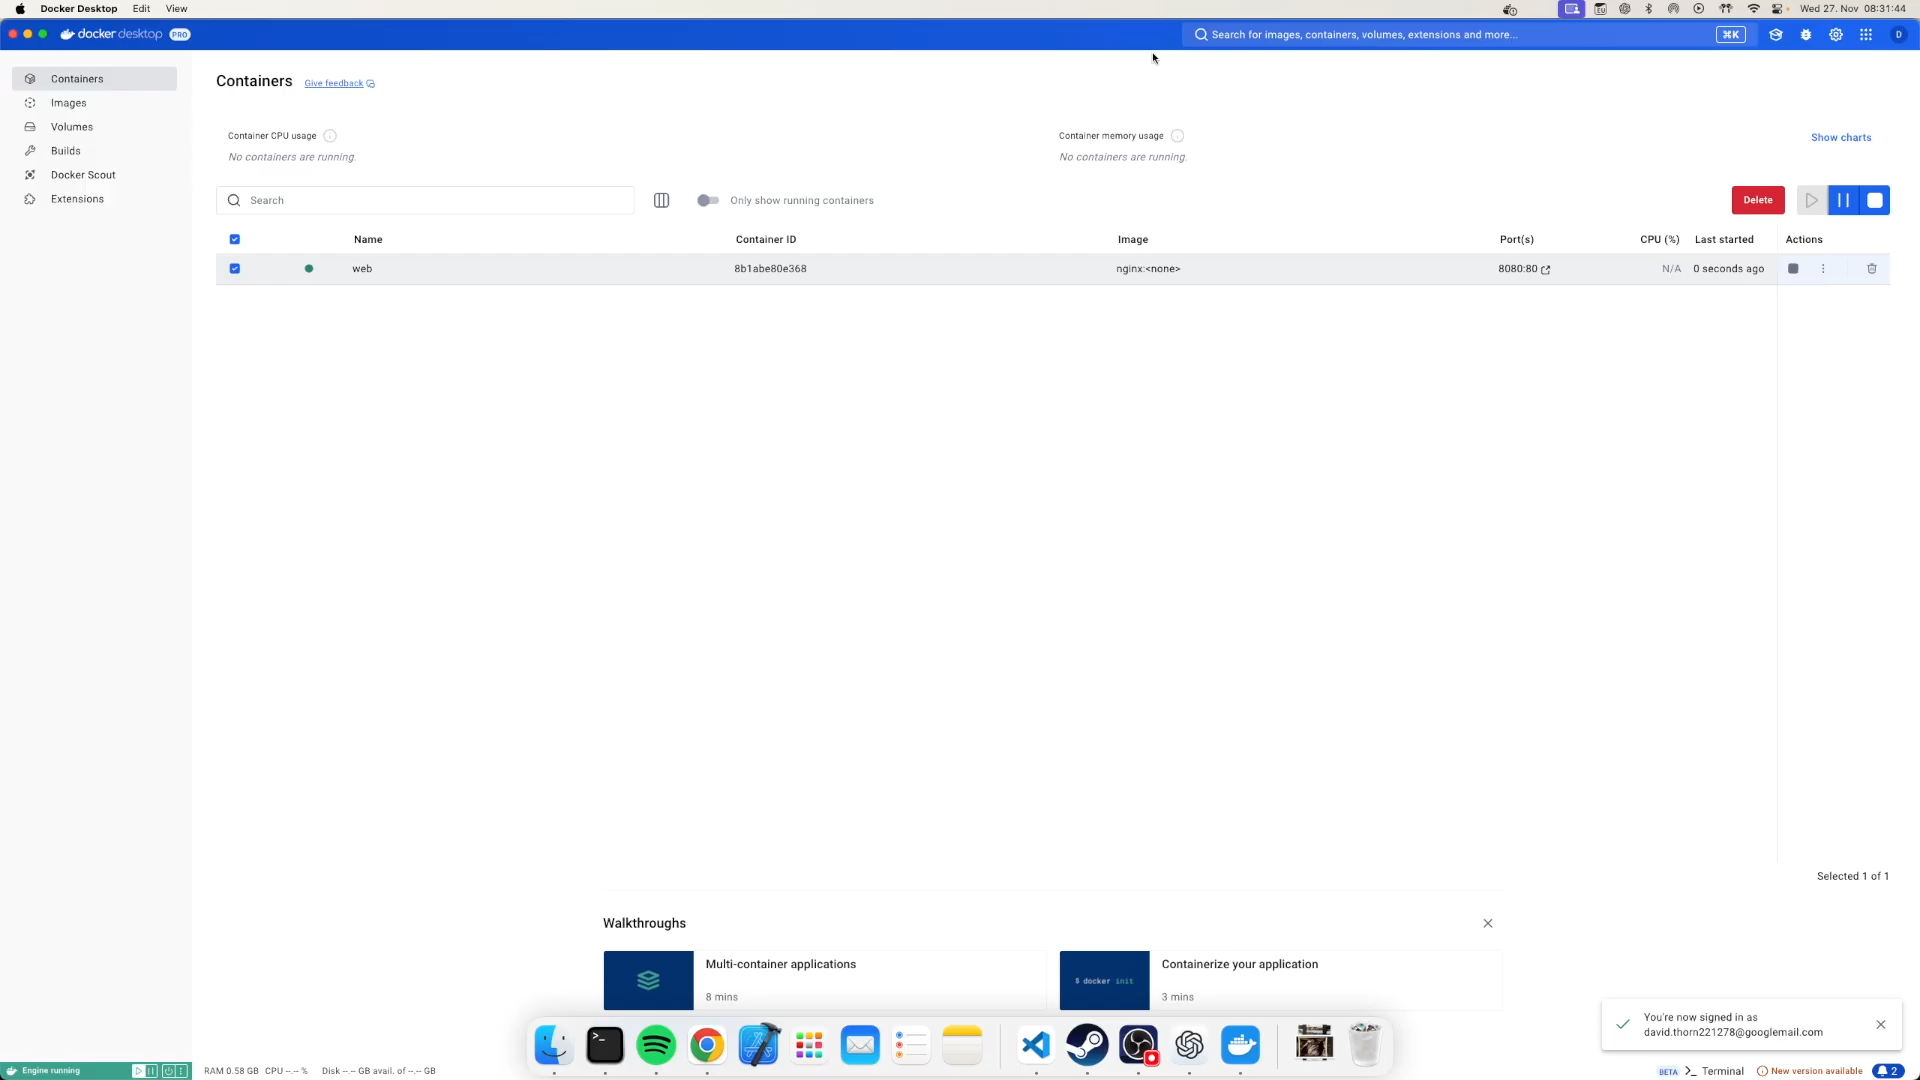 Docker Desktop Edit View
Wed 27. Nov 08:31:44
docker desktop PRO
Search for images, containers, volumes, extensions and more...
⌘K
D
Containers
Images
Volumes
Builds
Docker Scout
Extensions
Containers
Give feedback
Container CPU usage
No containers are running.
Container memory usage
No containers are running.
Show charts
Search
Only show running containers
Delete
Name Container ID Image Port(s) CPU (%) Last started Actions
web 8b1abe80e368 nginx:<none> 8080:80 N/A 0 seconds ago
Selected 1 of 1
Walkthroughs
Multi-container applications
8 mins
$ docker init
Containerize your application
3 mins
You're now signed in as
david.thorn221278@googlemail.com
Engine running
RAM 0.58 GB CPU --.-- % Disk --.-- GB avail. of --.-- GB
BETA >_ Terminal
New version available
2